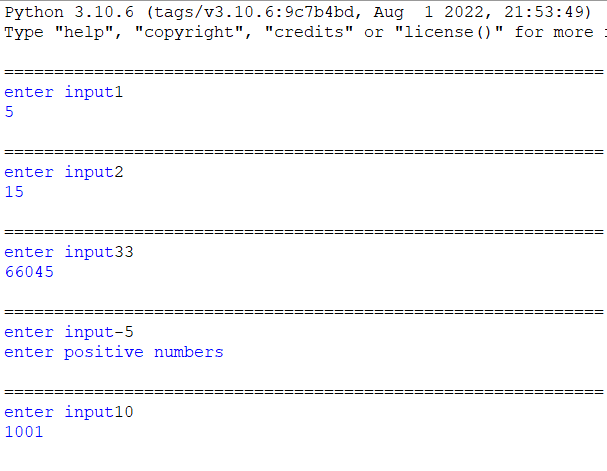 Python 3.10.6 (tags/v3.10.6:9c7b4bd, Aug  1 2022, 21:53:49)
Type "help", "copyright", "credits" or "license()" for more
============================================================
enter input1
5
============================================================
enter input2
15
============================================================
enter input33
66045
============================================================
enter input-5
enter positive numbers
============================================================
enter input10
1001